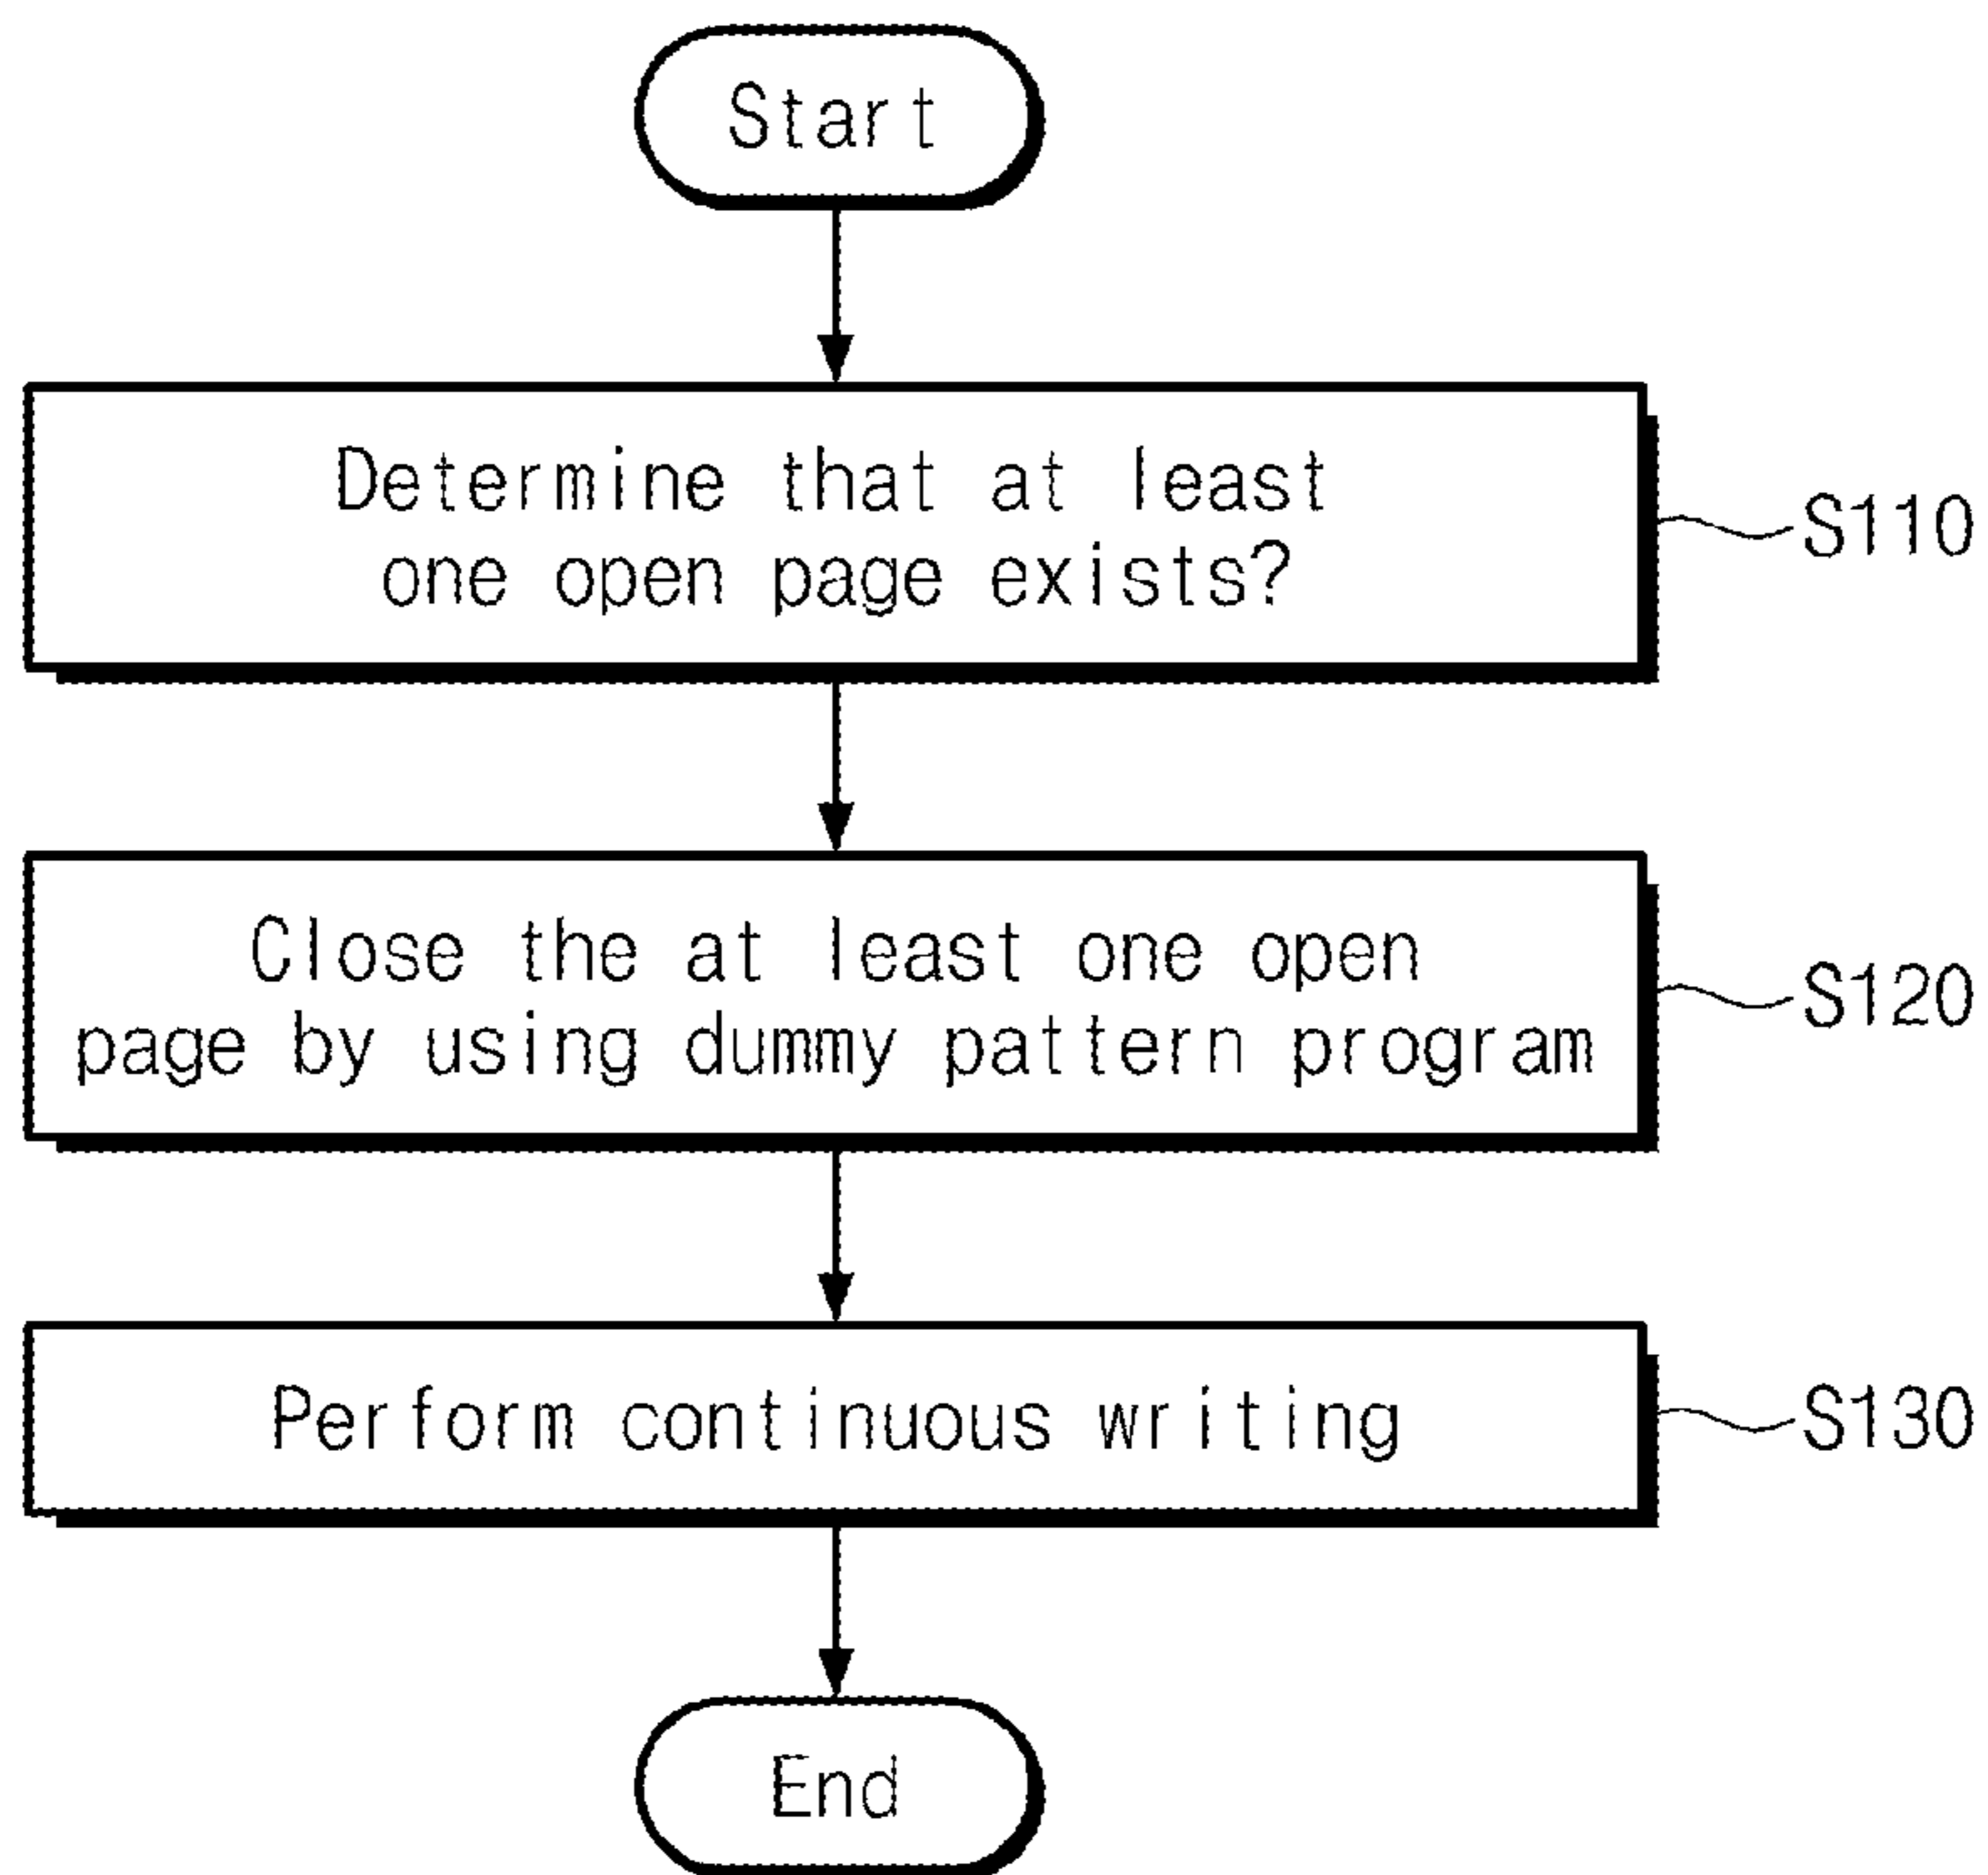 Start
Determine that at least
one open page exists?
S110
Close the at least one open
page by using dummy pattern program
S120
Perform continuous writing
S130
End